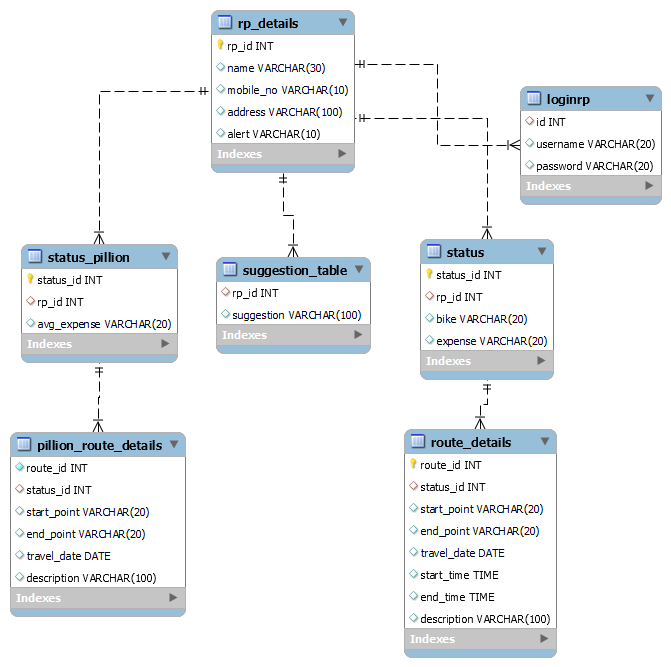 rp_details
rp_id INT
name VARCHAR(30)
mobile_no VARCHAR(10)
address VARCHAR(100)
alert VARCHAR(10)
Indexes
loginrp
id INT
username VARCHAR(20)
password VARCHAR(20)
Indexes
status_pillion
status_id INT
rp_id INT
avg_expense VARCHAR(20)
Indexes
suggestion_table
rp_id INT
suggestion VARCHAR(100)
Indexes
status
status_id INT
rp_id INT
bike VARCHAR(20)
expense VARCHAR(20)
Indexes
pillion_route_details
route_id INT
status_id INT
start_point VARCHAR(20)
end_point VARCHAR(20)
travel_date DATE
description VARCHAR(100)
Indexes
route_details
route_id INT
status_id INT
start_point VARCHAR(20)
end_point VARCHAR(20)
travel_date DATE
start_time TIME
end_time TIME
description VARCHAR(100)
Indexes